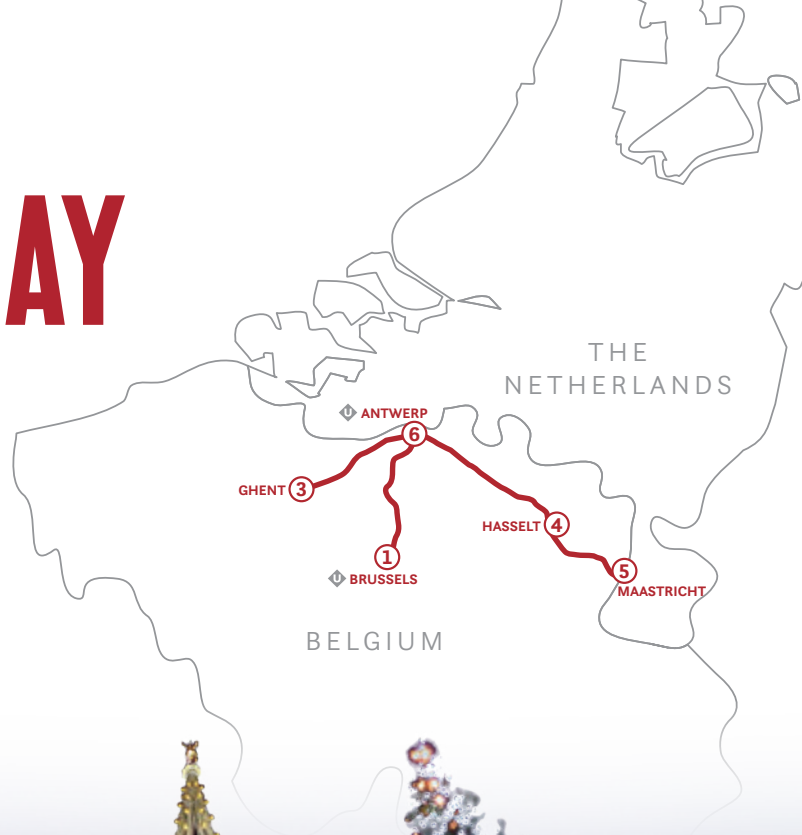 AY
THE
NETHERLANDS
U ANTWERP
6
GHENT 3
HASSELT 4
1
5
U BRUSSELS
MAASTRICHT
BELGIUM